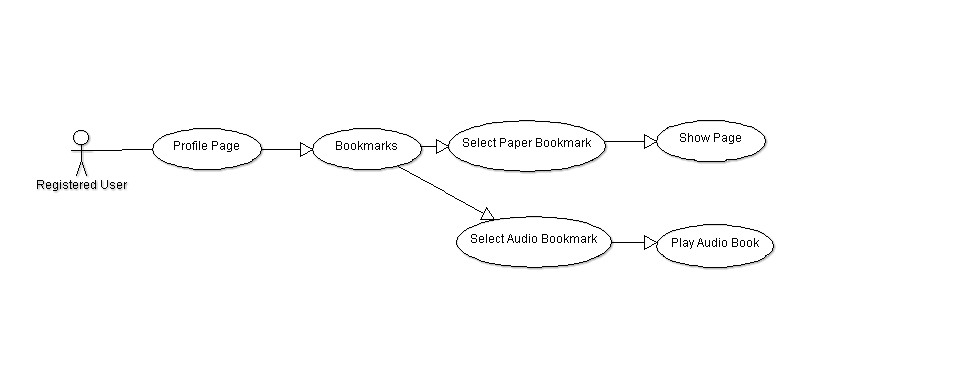 Profile Page
Bookmarks
Select Paper Bookmark
Show Page
Registered User
Select Audio Bookmark
Play Audio Book